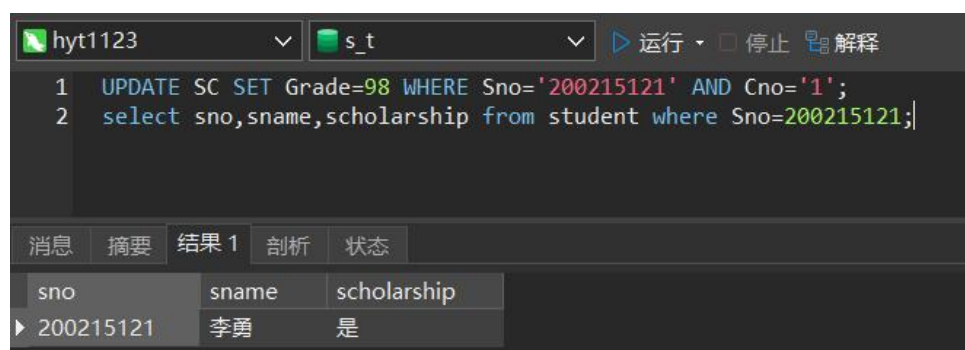 hyt1123 s_t 运行 停止 解释
1 UPDATE SC SET Grade=98 WHERE Sno='200215121' AND Cno='1';
2 select sno,sname,scholarship from student where Sno=200215121;
消息 摘要 结果 1 剖析 状态
sno sname scholarship
200215121 李勇 是